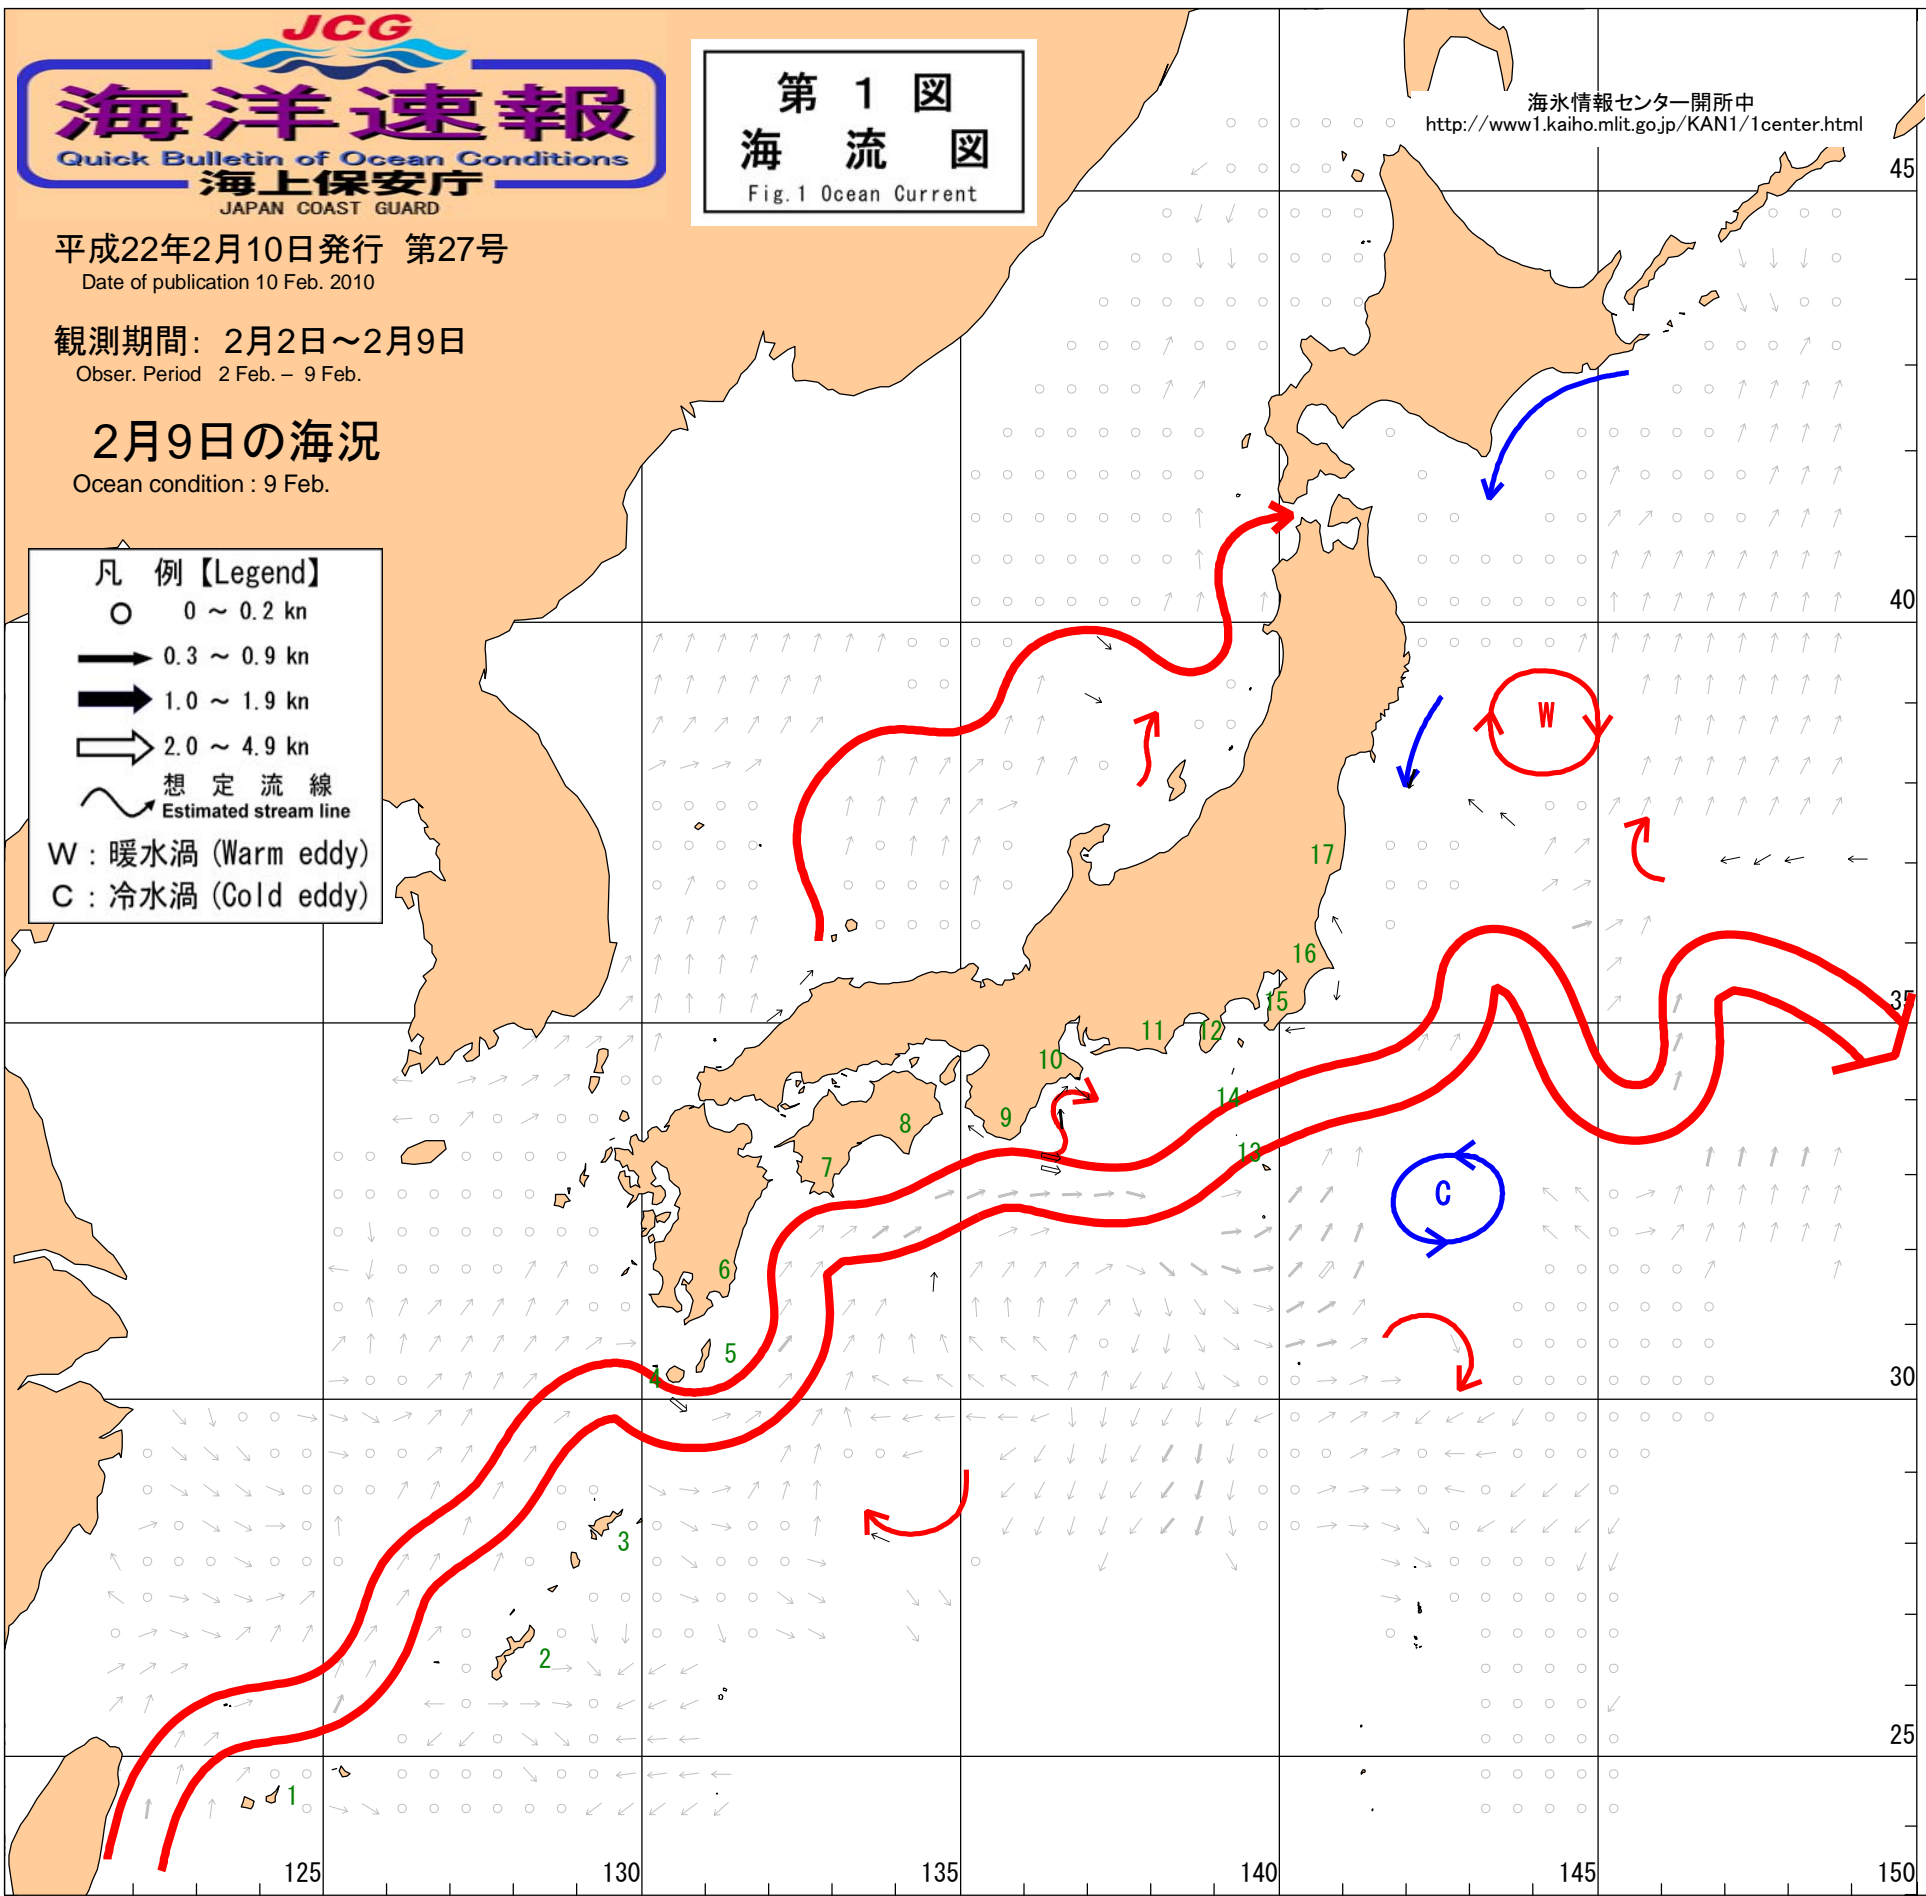 JCG
海洋速報
Quick Bulletin of Ocean Conditions
海上保安庁
JAPAN COAST GUARD
第 1 図
海 流 図
Fig.1 Ocean Current
海氷情報センター開所中
http://www1.kaiho.mlit.go.jp/KAN1/1center.html
平成22年2月10日発行 第27号
Date of publication 10 Feb. 2010
観測期間: 2月2日～2月9日
Obser. Period 2 Feb. – 9 Feb.
2月9日の海況
Ocean condition : 9 Feb.
凡 例【Legend】
0 ～ 0.2 kn
0.3 ～ 0.9 kn
1.0 ～ 1.9 kn
2.0 ～ 4.9 kn
想 定 流 線
Estimated stream line
W : 暖水渦 (Warm eddy)
C : 冷水渦 (Cold eddy)
45
40
35
30
25
W
C
17
16
15
12
11
10
14
13
9
8
7
6
5
4
3
2
1
125
130
135
140
145
150